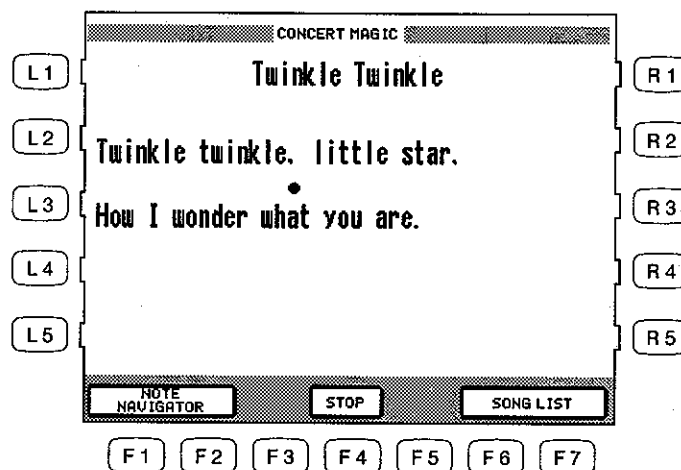 CONCERT MAGIC
L1
Twinkle Twinkle
R1
L2
Twinkle twinkle, little star,
R2
L3
How I wonder what you are.
R3
L4
R4
L5
R5
NOTE
NAVIGATOR
STOP
SONG LIST
F1 F2 F3 F4 F5 F6 F7